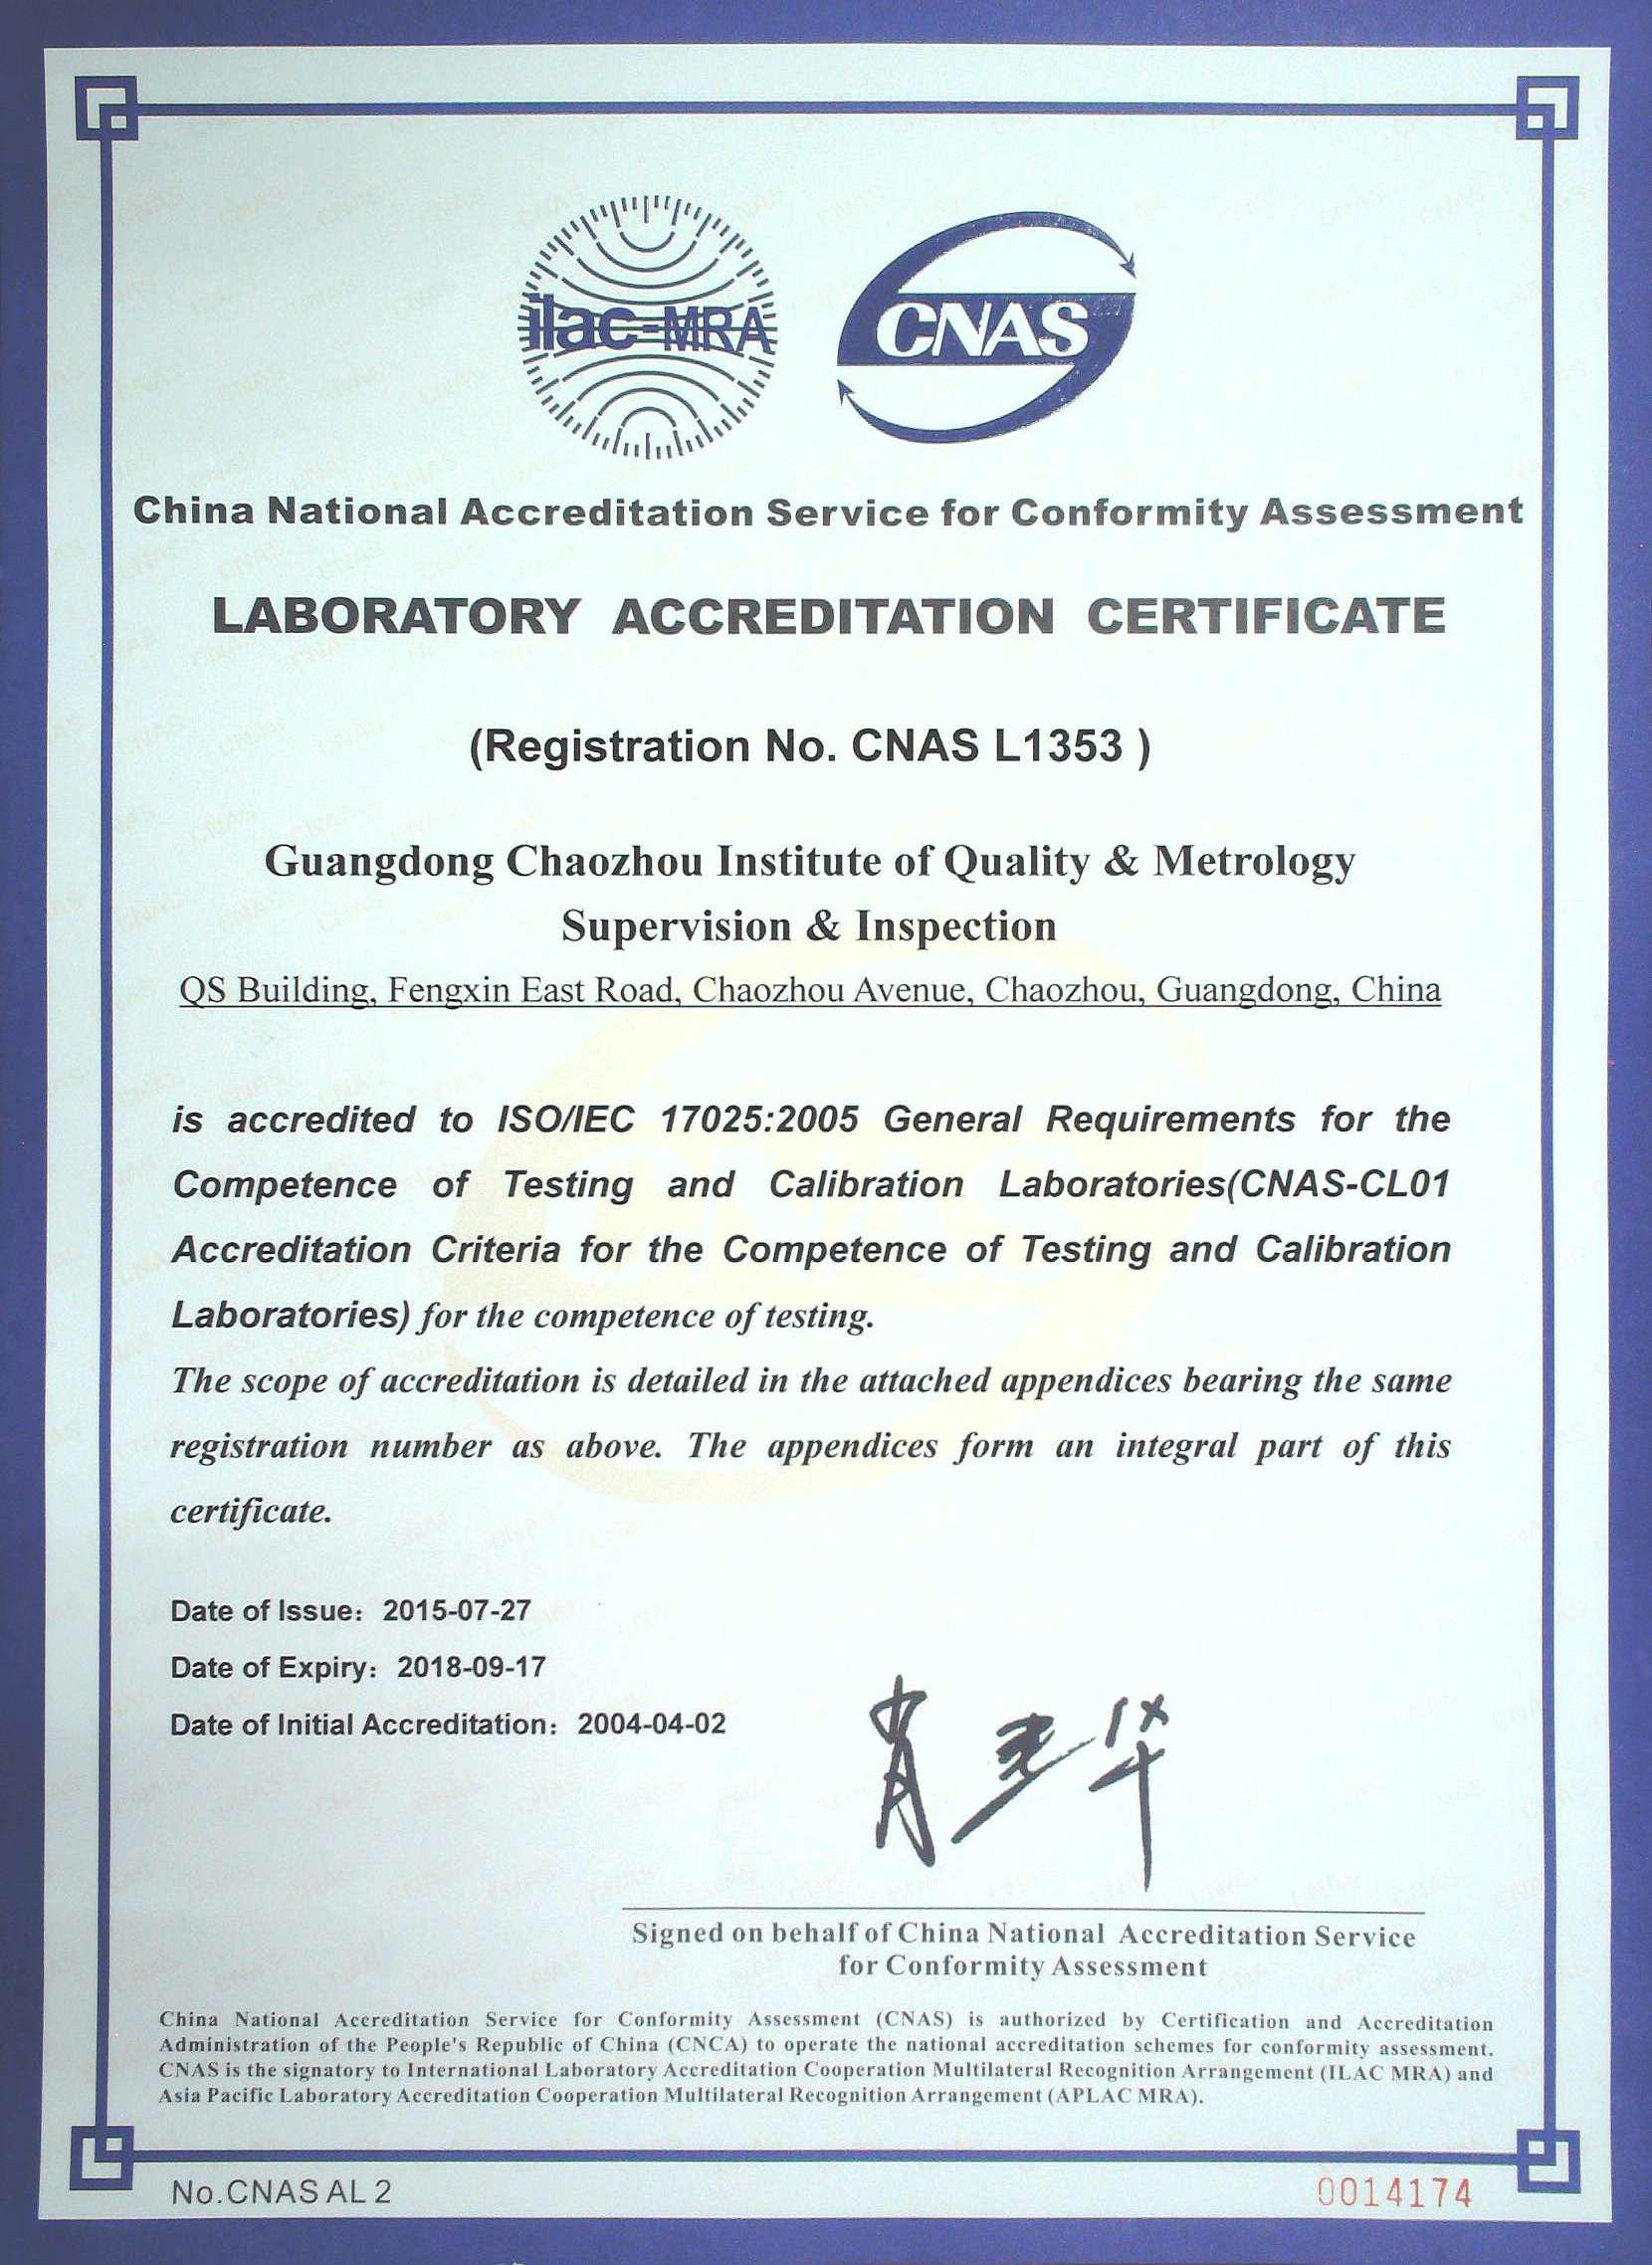 ilac-MRA
CNAS
China National Accreditation Service for Conformity Assessment
LABORATORY ACCREDITATION CERTIFICATE
(Registration No. CNAS L1353 )
Guangdong Chaozhou Institute of Quality & Metrology
Supervision & Inspection
QS Building, Fengxin East Road, Chaozhou Avenue, Chaozhou, Guangdong, China
is accredited to ISO/IEC 17025:2005 General Requirements for the
Competence of Testing and Calibration Laboratories(CNAS-CL01
Accreditation Criteria for the Competence of Testing and Calibration
Laboratories) for the competence of testing.
The scope of accreditation is detailed in the attached appendices bearing the same
registration number as above. The appendices form an integral part of this
certificate.
Date of Issue：2015-07-27
Date of Expiry：2018-09-17
Date of Initial Accreditation：2004-04-02
Signed on behalf of China National Accreditation Service
for Conformity Assessment
China National Accreditation Service for Conformity Assessment (CNAS) is authorized by Certification and Accreditation
Administration of the People's Republic of China (CNCA) to operate the national accreditation schemes for conformity assessment.
CNAS is the signatory to International Laboratory Accreditation Cooperation Multilateral Recognition Arrangement (ILAC MRA) and
Asia Pacific Laboratory Accreditation Cooperation Multilateral Recognition Arrangement (APLAC MRA).
No.CNAS AL 2
0014174